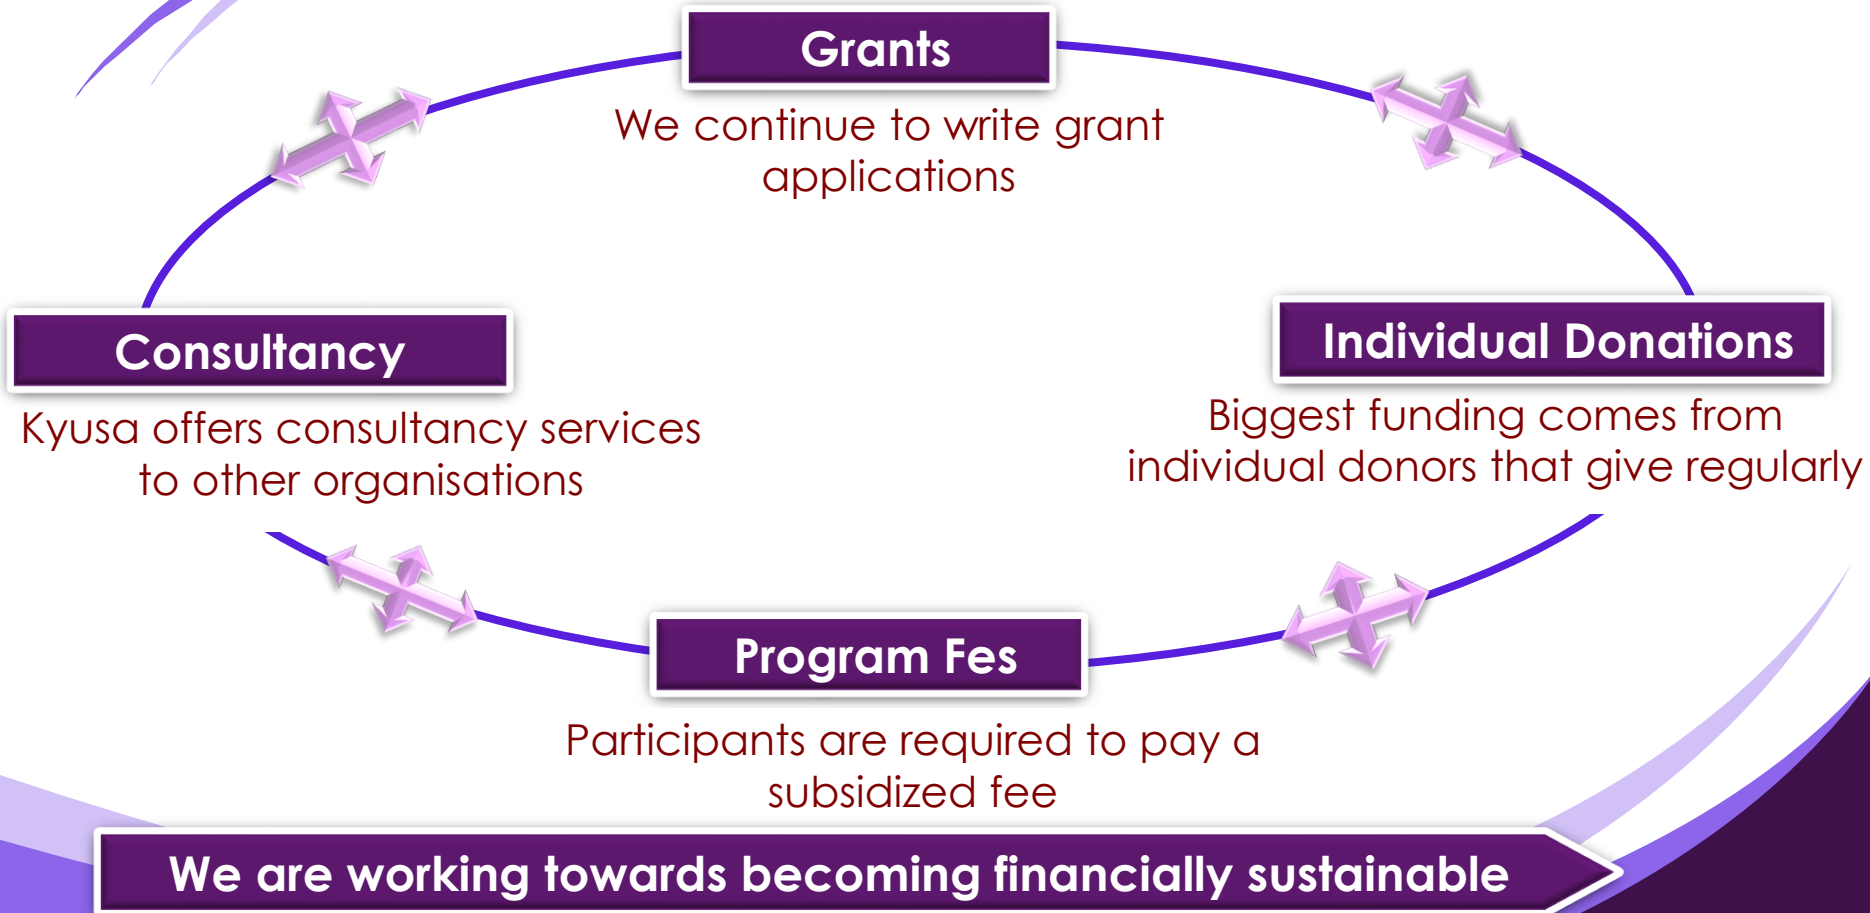 Grants
We continue to write grant
applications
Consultancy
Kyusa offers consultancy services
to other organisations
Individual Donations
Biggest funding comes from
individual donors that give regularly
Program Fes
Participants are required to pay a
subsidized fee
We are working towards becoming financially sustainable